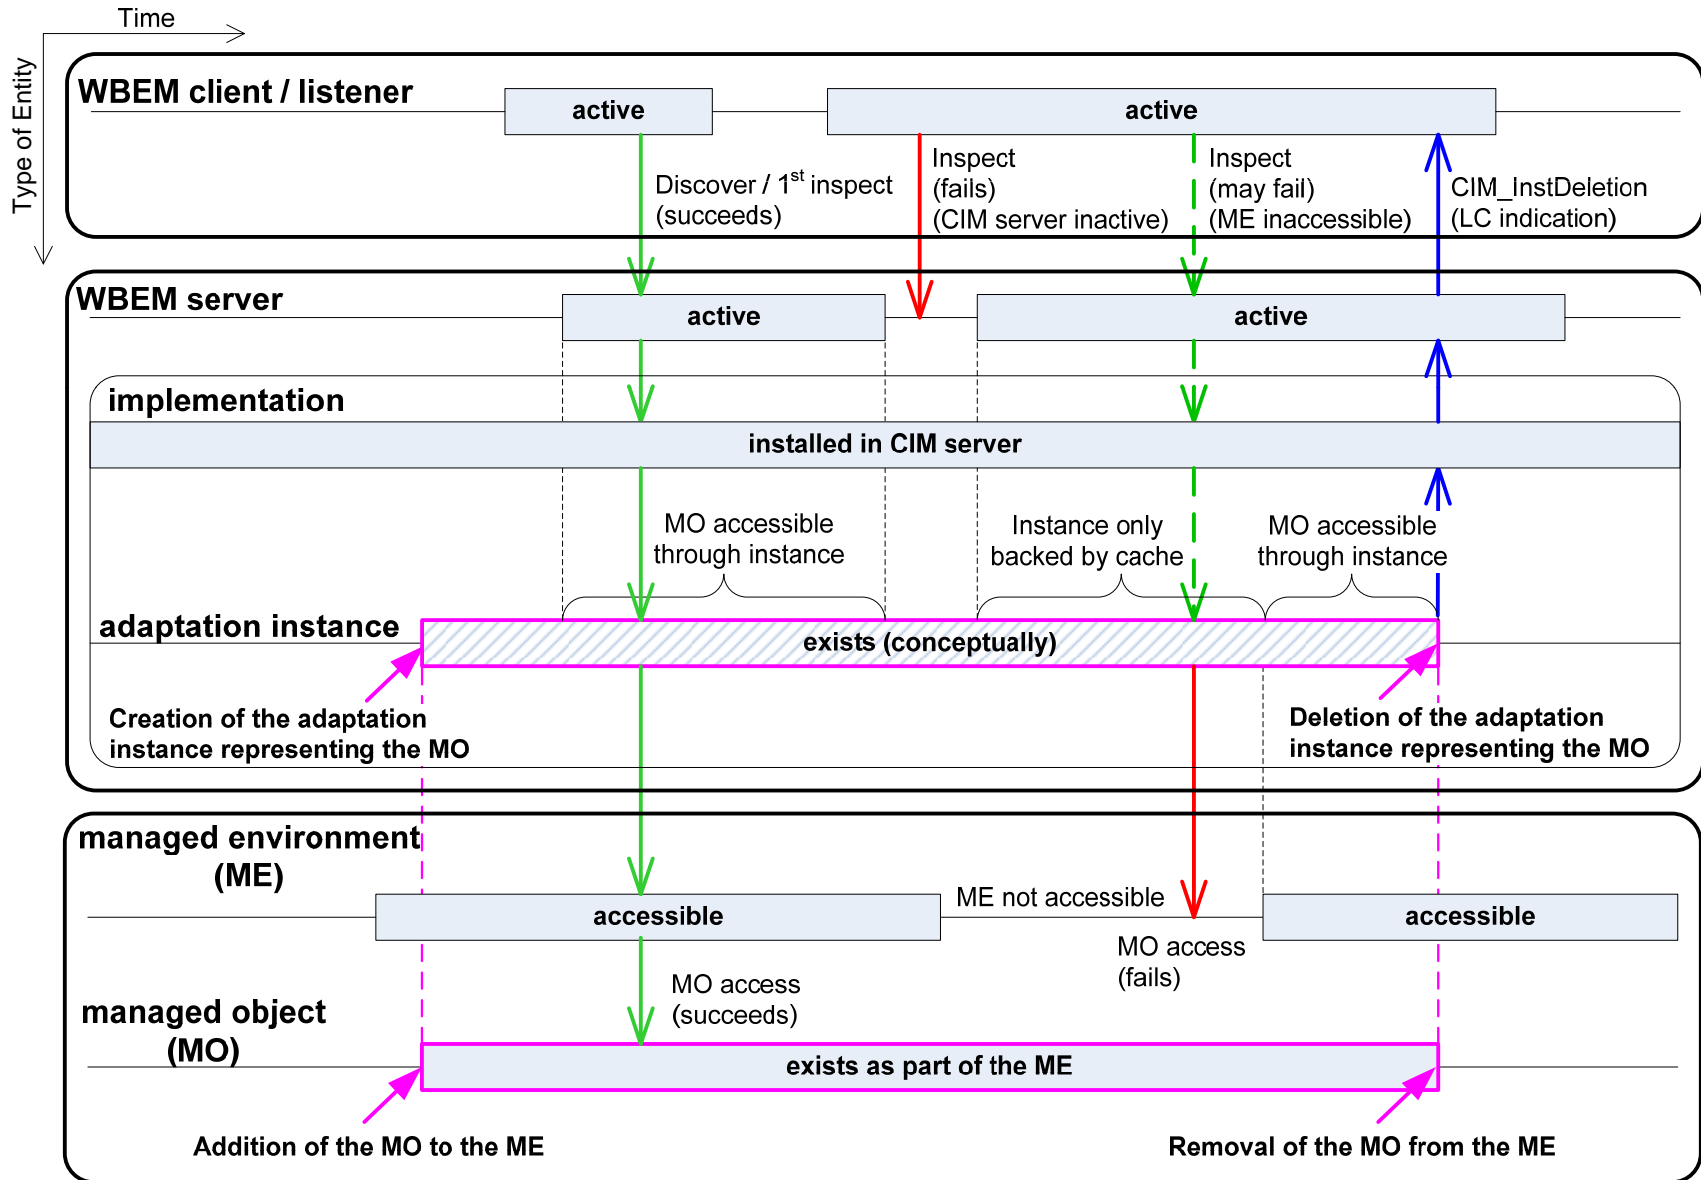 Time
Type of Entity
WBEM client / listener
active
active
Discover / 1st inspect
(succeeds)
Inspect
(fails)
(CIM server inactive)
Inspect
(may fail)
(ME inaccessible)
CIM_InstDeletion
(LC indication)
WBEM server
active
active
implementation
installed in CIM server
MO accessible
through instance
Instance only
backed by cache
MO accessible
through instance
adaptation instance
exists (conceptually)
Creation of the adaptation
instance representing the MO
Deletion of the adaptation
instance representing the MO
managed environment
(ME)
accessible
ME not accessible
accessible
MO access
(fails)
MO access
(succeeds)
managed object
(MO)
exists as part of the ME
Addition of the MO to the ME
Removal of the MO from the ME